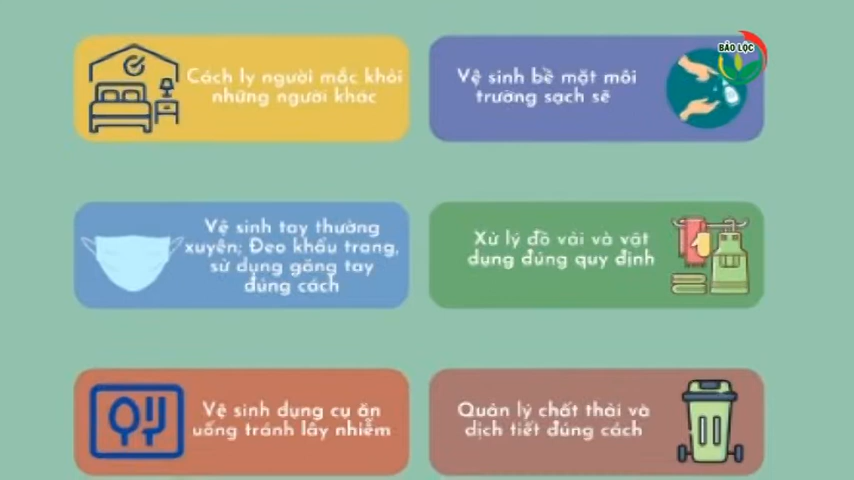 BẢO LỘC
Cách ly người mắc khỏi
những người khác
Vệ sinh bề mặt môi
trường sạch sẽ
Vệ sinh tay thường
xuyên; Đeo khẩu trang,
sử dụng găng tay
đúng cách
Xử lý đồ vải và vật
dụng đúng quy định
Vệ sinh dụng cụ ăn
uống tránh lây nhiễm
Quản lý chất thải và
dịch tiết đúng cách